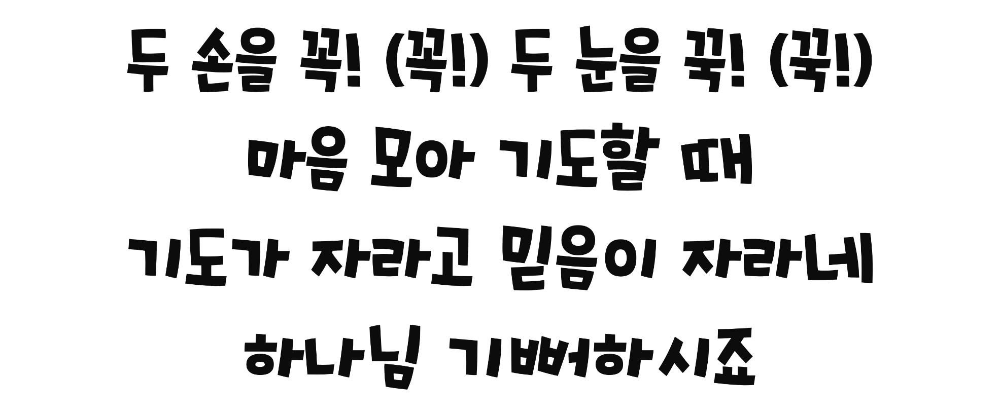 두 손을 꼭! (꼭!) 두 눈을 꾹! (꾹!)
마음 모아 기도할 때
기도가 자라고 믿음이 자라네
하나님 기뻐하시죠